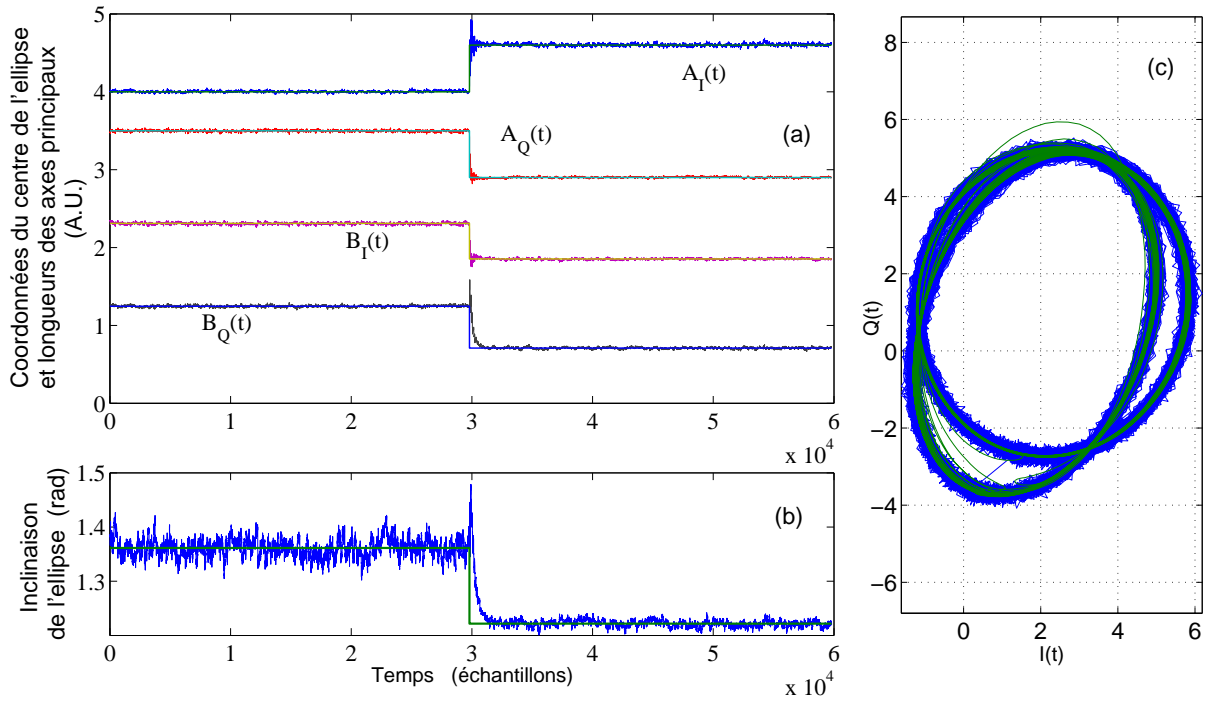 Coordonnées du centre de l'ellipse
et longueurs des axes principaux
(A.U.)
5
4
3
2
1
0
A_I(t)
A_Q(t)
B_I(t)
B_Q(t)
(a)
0
1
2
3
4
5
6
x 10^4
Inclinaison
de l'ellipse (rad)
1.5
1.4
1.3
(b)
0
1
2
3
4
5
6
Temps (échantillons)
x 10^4
(c)
Q(t)
8
6
4
2
0
−2
−4
−6
0
2
4
6
I(t)